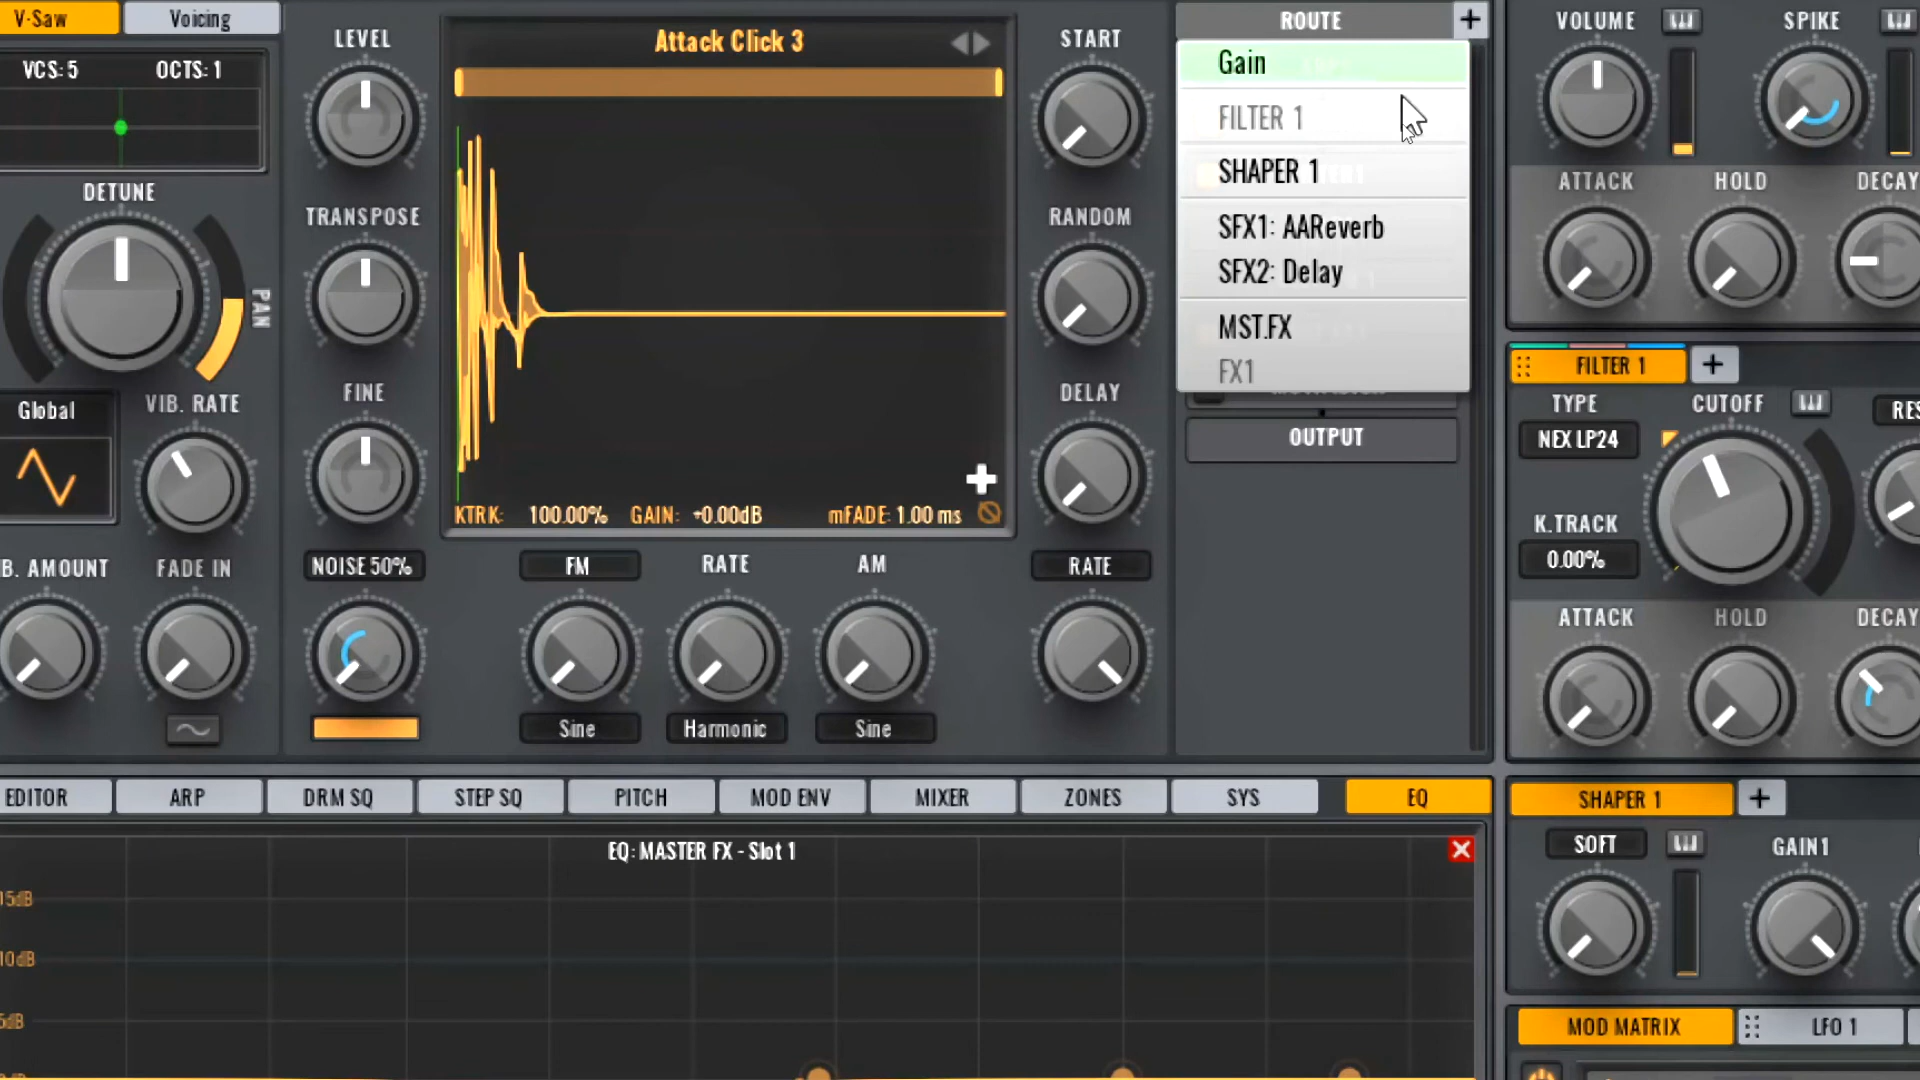 V-Saw
Voicing
VCS: 5
OCTS: 1
DETUNE
PAN
Global
VIB. RATE
B. AMOUNT
FADE IN
LEVEL
TRANSPOSE
FINE
NOISE 50%
Attack Click 3
KTRK: 100.00% GAIN: +0.00dB mFADE: 1.00 ms
FM
RATE
AM
Sine
Harmonic
Sine
START
RANDOM
DELAY
RATE
ROUTE
+
Gain
FILTER 1
SHAPER 1
SFX1: AAReverb
SFX2: Delay
MST.FX
FX1
OUTPUT
VOLUME
SPIKE
ATTACK
HOLD
DECAY
FILTER 1
+
TYPE
CUTOFF
RES
NEX LP24
K.TRACK
0.00%
ATTACK
HOLD
DECAY
EDITOR
ARP
DRM SQ
STEP SQ
PITCH
MOD ENV
MIXER
ZONES
SYS
EQ
EQ: MASTER FX - Slot 1
15dB
10dB
5dB
SHAPER 1
+
SOFT
GAIN1
MOD MATRIX
LFO 1